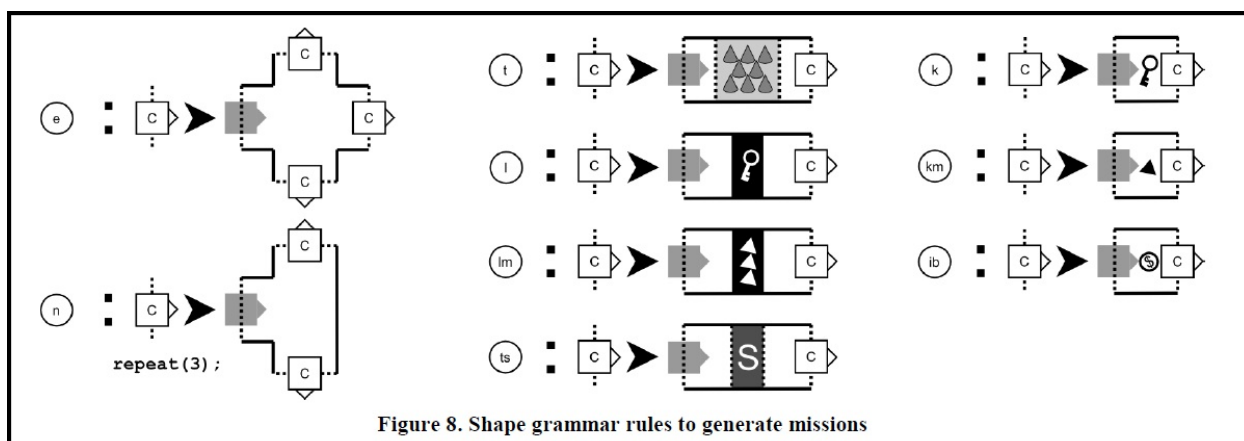 e : C C C C
n : C C C
repeat(3);
t : C C
l : C C
lm : C C
ts : C S C
k : C C
km : C C
ib : C $ C
Figure 8. Shape grammar rules to generate missions